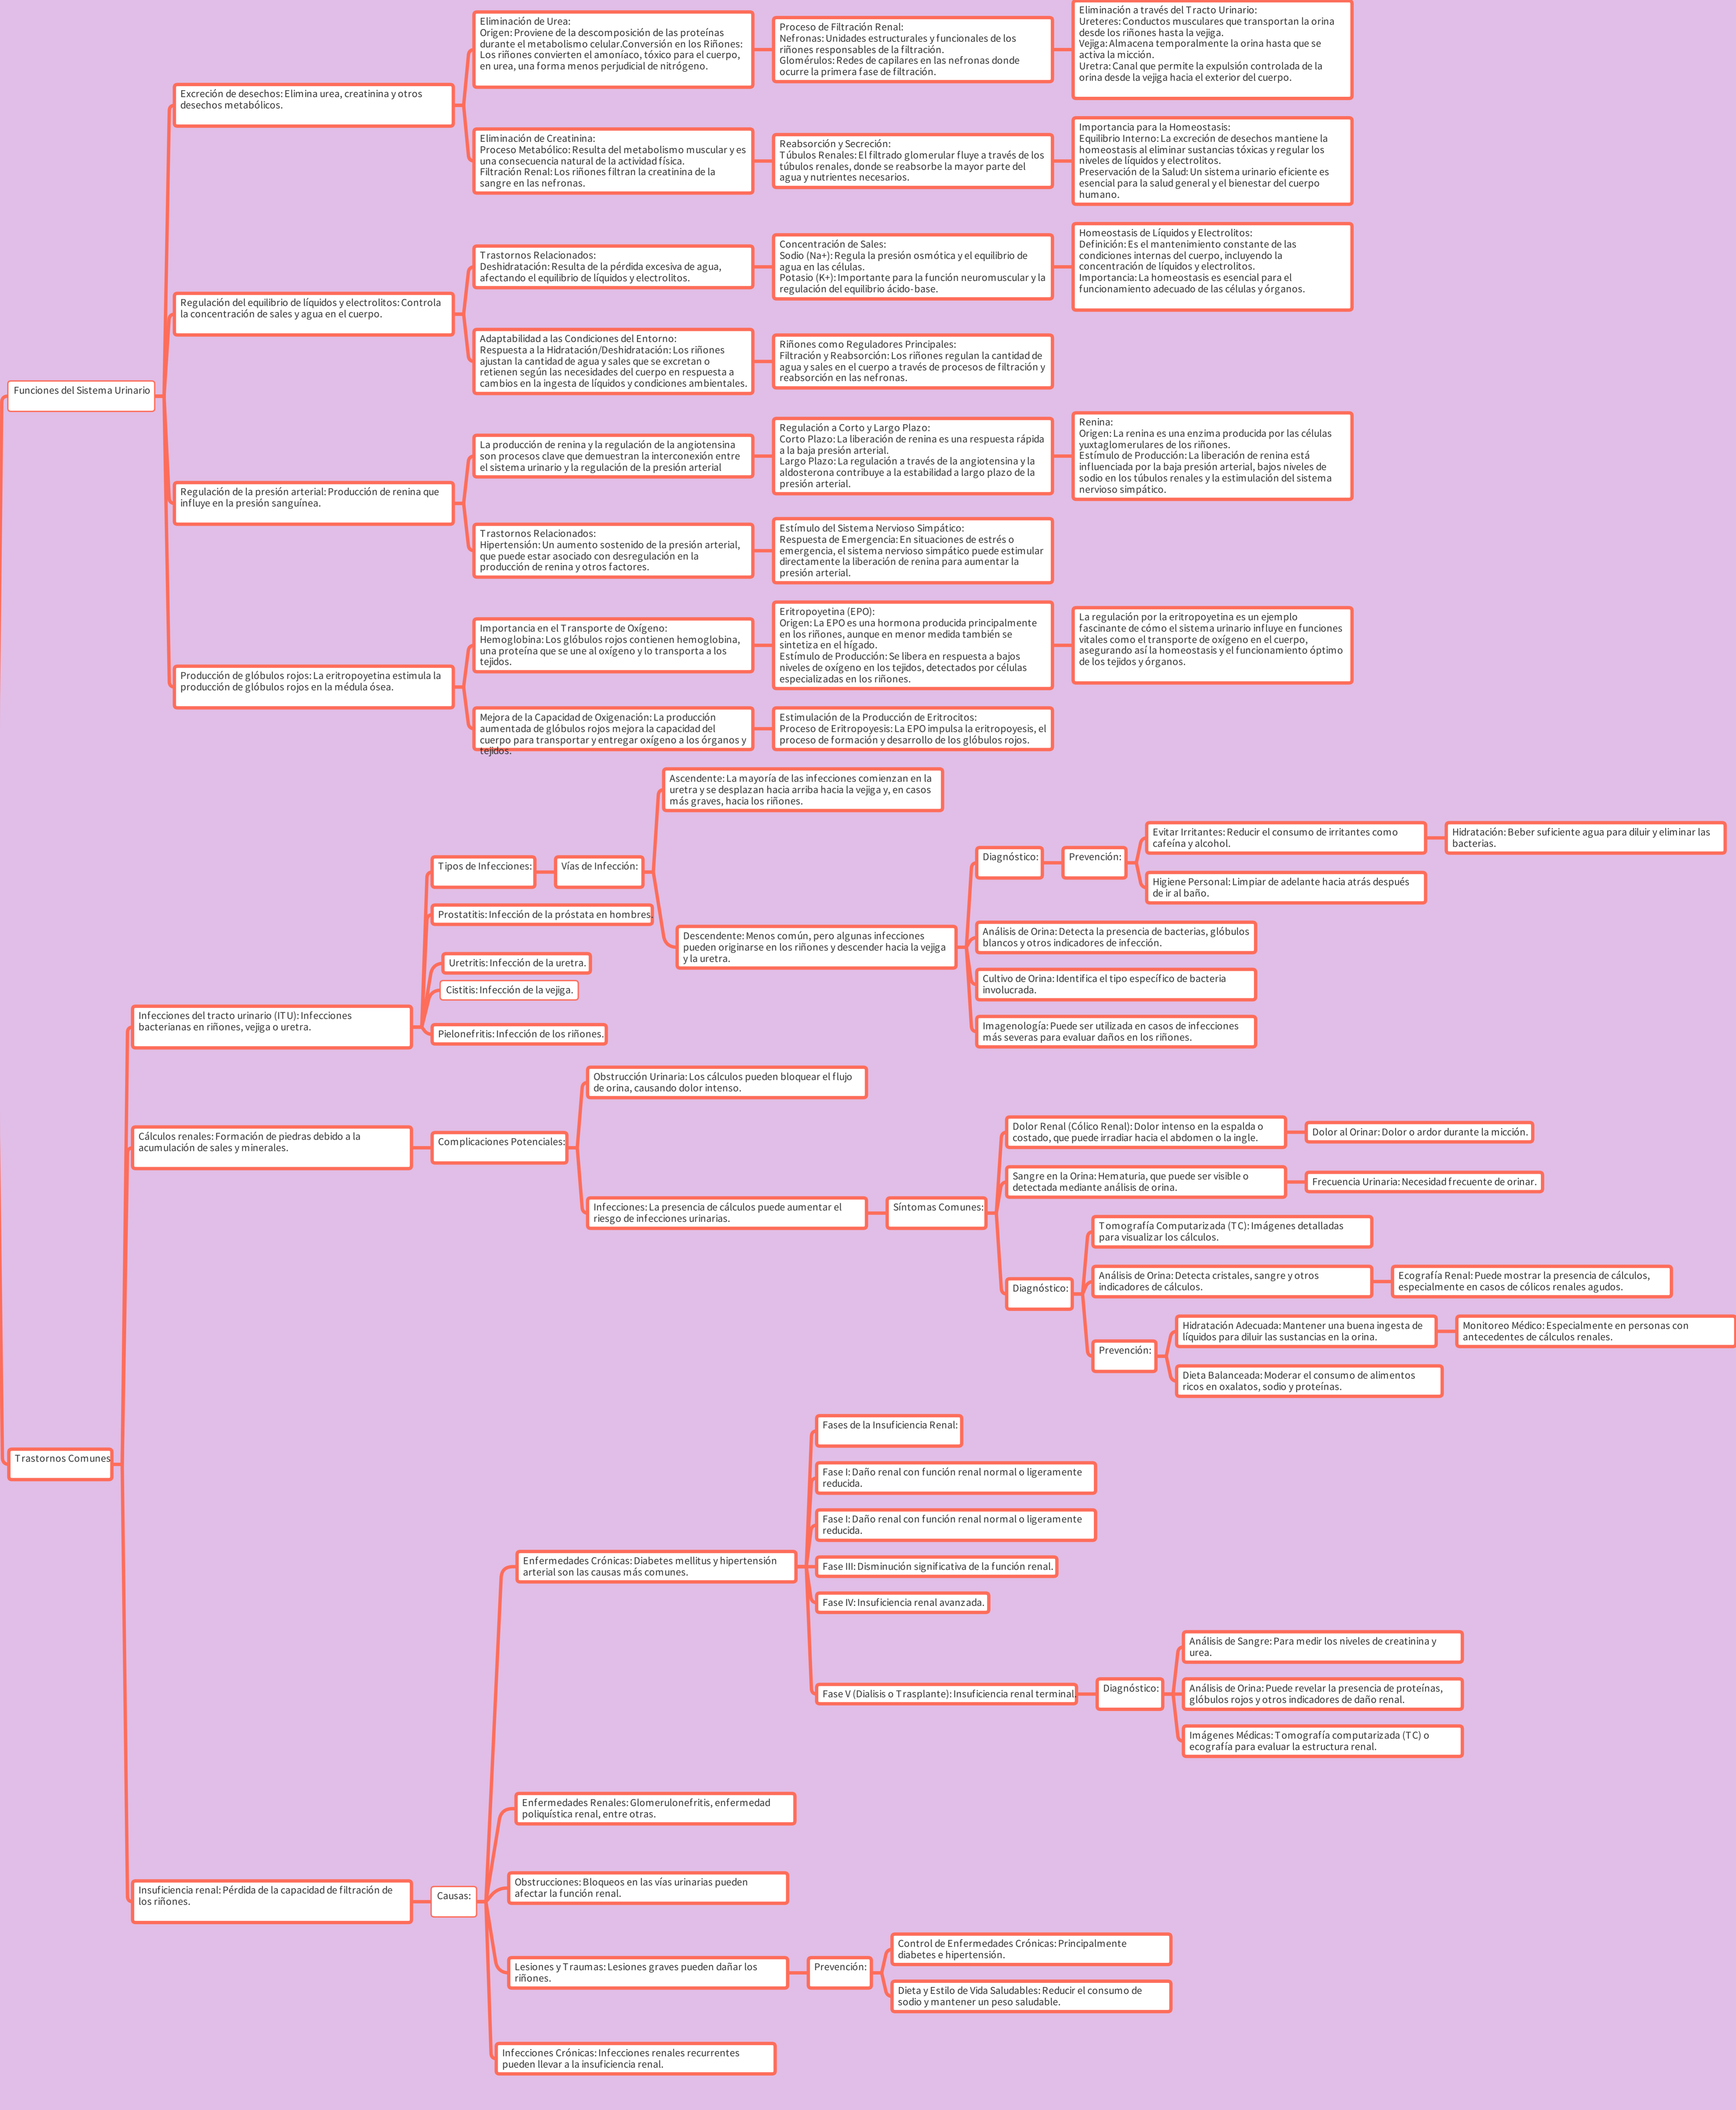 Funciones del Sistema Urinario
Excreción de desechos: Elimina urea, creatinina y otros
desechos metabólicos.
Eliminación de Urea:
Origen: Proviene de la descomposición de las proteínas
durante el metabolismo celular.Conversión en los Riñones:
Los riñones convierten el amoníaco, tóxico para el cuerpo,
en urea, una forma menos perjudicial de nitrógeno.
Proceso de Filtración Renal:
Nefronas: Unidades estructurales y funcionales de los
riñones responsables de la filtración.
Glomérulos: Redes de capilares en las nefronas donde
ocurre la primera fase de filtración.
Eliminación a través del Tracto Urinario:
Ureteres: Conductos musculares que transportan la orina
desde los riñones hasta la vejiga.
Vejiga: Almacena temporalmente la orina hasta que se
activa la micción.
Uretra: Canal que permite la expulsión controlada de la
orina desde la vejiga hacia el exterior del cuerpo.
Eliminación de Creatinina:
Proceso Metabólico: Resulta del metabolismo muscular y es
una consecuencia natural de la actividad física.
Filtración Renal: Los riñones filtran la creatinina de la
sangre en las nefronas.
Reabsorción y Secreción:
Túbulos Renales: El filtrado glomerular fluye a través de los
túbulos renales, donde se reabsorbe la mayor parte del
agua y nutrientes necesarios.
Importancia para la Homeostasis:
Equilibrio Interno: La excreción de desechos mantiene la
homeostasis al eliminar sustancias tóxicas y regular los
niveles de líquidos y electrolitos.
Preservación de la Salud: Un sistema urinario eficiente es
esencial para la salud general y el bienestar del cuerpo
humano.
Regulación del equilibrio de líquidos y electrolitos: Controla
la concentración de sales y agua en el cuerpo.
Trastornos Relacionados:
Deshidratación: Resulta de la pérdida excesiva de agua,
afectando el equilibrio de líquidos y electrolitos.
Concentración de Sales:
Sodio (Na+): Regula la presión osmótica y el equilibrio de
agua en las células.
Potasio (K+): Importante para la función neuromuscular y la
regulación del equilibrio ácido-base.
Homeostasis de Líquidos y Electrolitos:
Definición: Es el mantenimiento constante de las
condiciones internas del cuerpo, incluyendo la
concentración de líquidos y electrolitos.
Importancia: La homeostasis es esencial para el
funcionamiento adecuado de las células y órganos.
Adaptabilidad a las Condiciones del Entorno:
Respuesta a la Hidratación/Deshidratación: Los riñones
ajustan la cantidad de agua y sales que se excretan o
retienen según las necesidades del cuerpo en respuesta a
cambios en la ingesta de líquidos y condiciones ambientales.
Riñones como Reguladores Principales:
Filtración y Reabsorción: Los riñones regulan la cantidad de
agua y sales en el cuerpo a través de procesos de filtración y
reabsorción en las nefronas.
Regulación de la presión arterial: Producción de renina que
influye en la presión sanguínea.
La producción de renina y la regulación de la angiotensina
son procesos clave que demuestran la interconexión entre
el sistema urinario y la regulación de la presión arterial
Regulación a Corto y Largo Plazo:
Corto Plazo: La liberación de renina es una respuesta rápida
a la baja presión arterial.
Largo Plazo: La regulación a través de la angiotensina y la
aldosterona contribuye a la estabilidad a largo plazo de la
presión arterial.
Renina:
Origen: La renina es una enzima producida por las células
yuxtaglomerulares de los riñones.
Estímulo de Producción: La liberación de renina está
influenciada por la baja presión arterial, bajos niveles de
sodio en los túbulos renales y la estimulación del sistema
nervioso simpático.
Trastornos Relacionados:
Hipertensión: Un aumento sostenido de la presión arterial,
que puede estar asociado con desregulación en la
producción de renina y otros factores.
Estímulo del Sistema Nervioso Simpático:
Respuesta de Emergencia: En situaciones de estrés o
emergencia, el sistema nervioso simpático puede estimular
directamente la liberación de renina para aumentar la
presión arterial.
Producción de glóbulos rojos: La eritropoyetina estimula la
producción de glóbulos rojos en la médula ósea.
Importancia en el Transporte de Oxígeno:
Hemoglobina: Los glóbulos rojos contienen hemoglobina,
una proteína que se une al oxígeno y lo transporta a los
tejidos.
Eritropoyetina (EPO):
Origen: La EPO es una hormona producida principalmente
en los riñones, aunque en menor medida también se
sintetiza en el hígado.
Estímulo de Producción: Se libera en respuesta a bajos
niveles de oxígeno en los tejidos, detectados por células
especializadas en los riñones.
La regulación por la eritropoyetina es un ejemplo
fascinante de cómo el sistema urinario influye en funciones
vitales como el transporte de oxígeno en el cuerpo,
asegurando así la homeostasis y el funcionamiento óptimo
de los tejidos y órganos.
Mejora de la Capacidad de Oxigenación: La producción
aumentada de glóbulos rojos mejora la capacidad del
cuerpo para transportar y entregar oxígeno a los órganos y
tejidos.
Estimulación de la Producción de Eritrocitos:
Proceso de Eritropoyesis: La EPO impulsa la eritropoyesis, el
proceso de formación y desarrollo de los glóbulos rojos.
Trastornos Comunes
Infecciones del tracto urinario (ITU): Infecciones
bacterianas en riñones, vejiga o uretra.
Tipos de Infecciones:
Vías de Infección:
Ascendente: La mayoría de las infecciones comienzan en la
uretra y se desplazan hacia arriba hacia la vejiga y, en casos
más graves, hacia los riñones.
Descendente: Menos común, pero algunas infecciones
pueden originarse en los riñones y descender hacia la vejiga
y la uretra.
Diagnóstico:
Prevención:
Evitar Irritantes: Reducir el consumo de irritantes como
cafeína y alcohol.
Hidratación: Beber suficiente agua para diluir y eliminar las
bacterias.
Higiene Personal: Limpiar de adelante hacia atrás después
de ir al baño.
Análisis de Orina: Detecta la presencia de bacterias, glóbulos
blancos y otros indicadores de infección.
Cultivo de Orina: Identifica el tipo específico de bacteria
involucrada.
Imagenología: Puede ser utilizada en casos de infecciones
más severas para evaluar daños en los riñones.
Prostatitis: Infección de la próstata en hombres.
Uretritis: Infección de la uretra.
Cistitis: Infección de la vejiga.
Pielonefritis: Infección de los riñones.
Cálculos renales: Formación de piedras debido a la
acumulación de sales y minerales.
Complicaciones Potenciales:
Obstrucción Urinaria: Los cálculos pueden bloquear el flujo
de orina, causando dolor intenso.
Infecciones: La presencia de cálculos puede aumentar el
riesgo de infecciones urinarias.
Síntomas Comunes:
Dolor Renal (Cólico Renal): Dolor intenso en la espalda o
costado, que puede irradiar hacia el abdomen o la ingle.
Dolor al Orinar: Dolor o ardor durante la micción.
Sangre en la Orina: Hematuria, que puede ser visible o
detectada mediante análisis de orina.
Frecuencia Urinaria: Necesidad frecuente de orinar.
Diagnóstico:
Tomografía Computarizada (TC): Imágenes detalladas
para visualizar los cálculos.
Análisis de Orina: Detecta cristales, sangre y otros
indicadores de cálculos.
Ecografía Renal: Puede mostrar la presencia de cálculos,
especialmente en casos de cólicos renales agudos.
Prevención:
Hidratación Adecuada: Mantener una buena ingesta de
líquidos para diluir las sustancias en la orina.
Monitoreo Médico: Especialmente en personas con
antecedentes de cálculos renales.
Dieta Balanceada: Moderar el consumo de alimentos
ricos en oxalatos, sodio y proteínas.
Insuficiencia renal: Pérdida de la capacidad de filtración de
los riñones.
Causas:
Enfermedades Crónicas: Diabetes mellitus y hipertensión
arterial son las causas más comunes.
Fases de la Insuficiencia Renal:
Fase I: Daño renal con función renal normal o ligeramente
reducida.
Fase I: Daño renal con función renal normal o ligeramente
reducida.
Fase III: Disminución significativa de la función renal.
Fase IV: Insuficiencia renal avanzada.
Fase V (Dialisis o Trasplante): Insuficiencia renal terminal.
Diagnóstico:
Análisis de Sangre: Para medir los niveles de creatinina y
urea.
Análisis de Orina: Puede revelar la presencia de proteínas,
glóbulos rojos y otros indicadores de daño renal.
Imágenes Médicas: Tomografía computarizada (TC) o
ecografía para evaluar la estructura renal.
Enfermedades Renales: Glomerulonefritis, enfermedad
poliquística renal, entre otras.
Obstrucciones: Bloqueos en las vías urinarias pueden
afectar la función renal.
Lesiones y Traumas: Lesiones graves pueden dañar los
riñones.
Prevención:
Control de Enfermedades Crónicas: Principalmente
diabetes e hipertensión.
Dieta y Estilo de Vida Saludables: Reducir el consumo de
sodio y mantener un peso saludable.
Infecciones Crónicas: Infecciones renales recurrentes
pueden llevar a la insuficiencia renal.